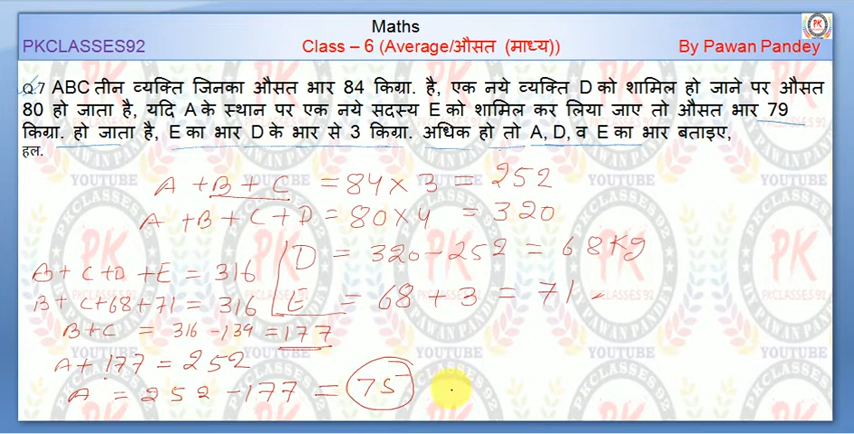 Maths
PKCLASSES92 Class – 6 (Average/औसत (माध्य)) By Pawan Pandey
Q.7 ABC तीन व्यक्ति जिनका औसत भार 84 किग्रा. है, एक नये व्यक्ति D को शामिल हो जाने पर औसत
80 हो जाता है, यदि A के स्थान पर एक नये सदस्य E को शामिल कर लिया जाए तो औसत भार 79
किग्रा. हो जाता है, E का भार D के भार से 3 किग्रा. अधिक हो तो A, D, व E का भार बताइए,
हल.
A + B + C = 84 × 3 = 252
A + B + C + D = 80 × 4 = 320
D = 320 - 252 = 68 Kg
E = 68 + 3 = 71
B + C + D + E = 316
B + C + 68 + 71 = 316
B + C = 316 - 139 = 177
A + 177 = 252
A = 252 - 177 = 75